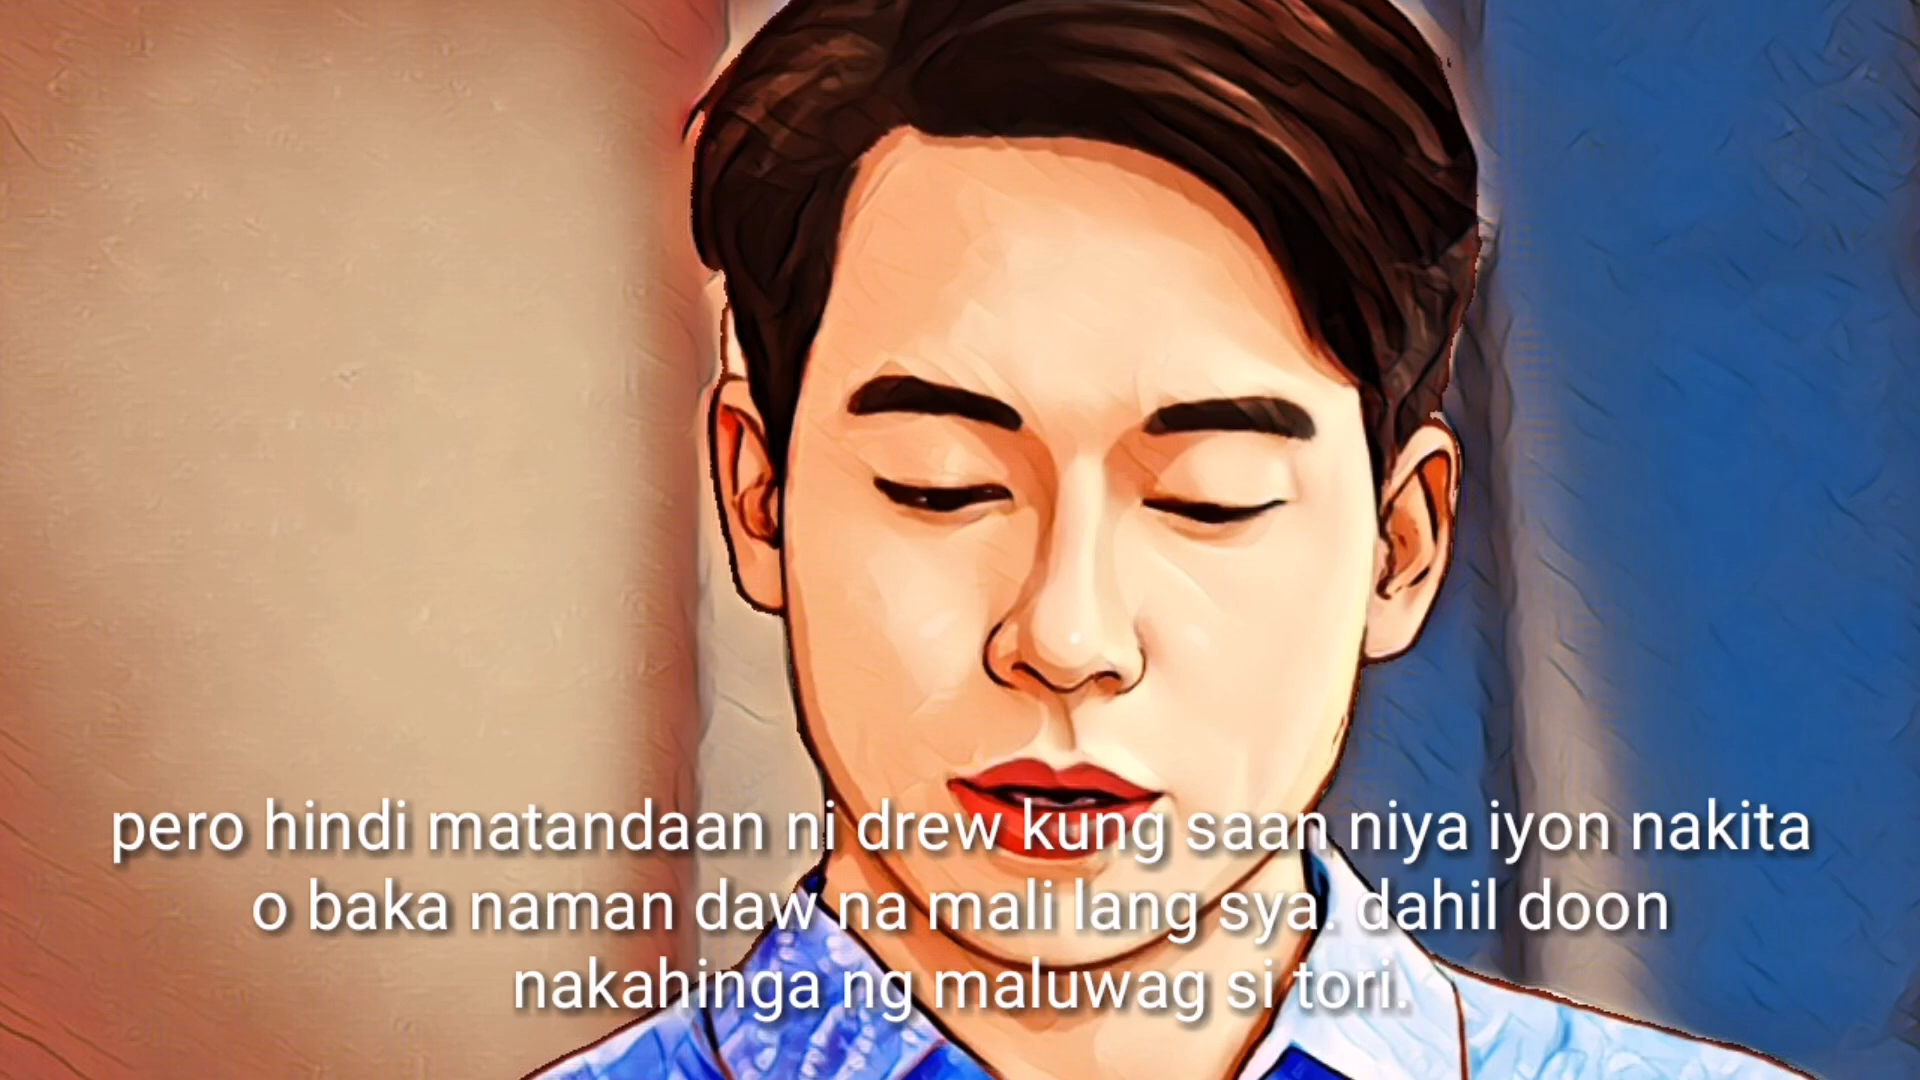 pero hindi matandaan ni drew kung saan niya iyon nakita
o baka naman daw na mali lang sya. dahil doon
nakahinga ng maluwag si tori.